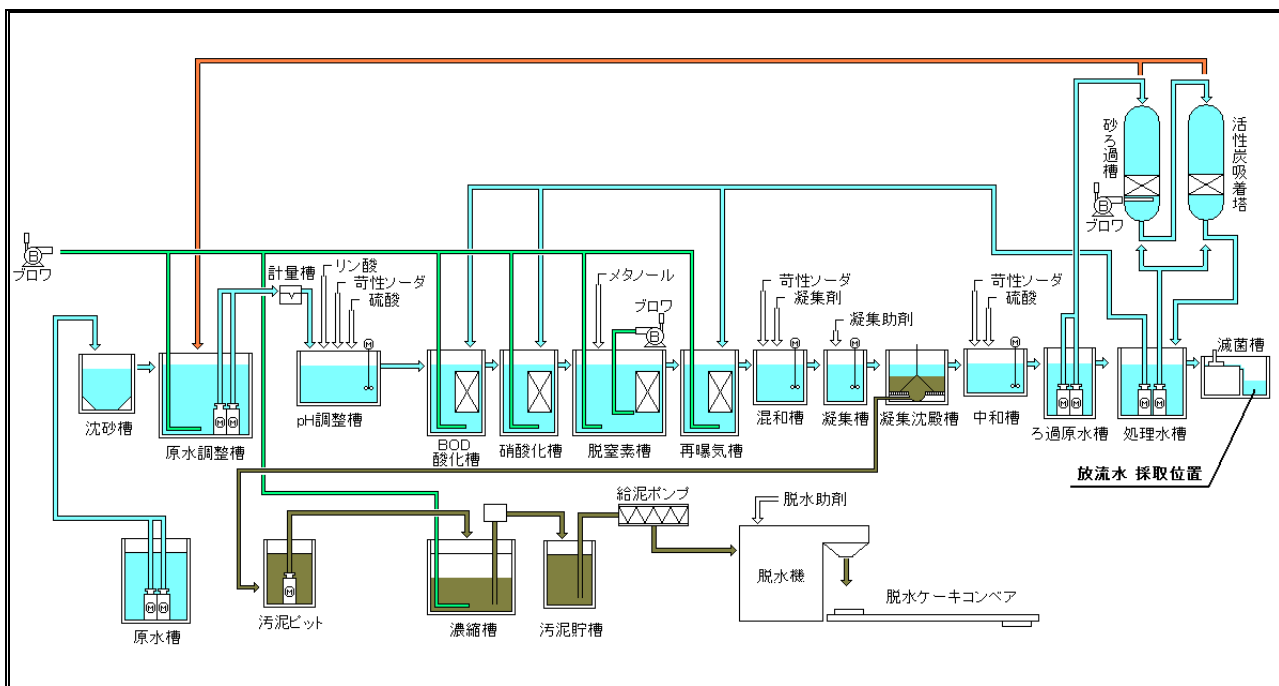 砂ろ過槽
活性炭吸着塔
B
ブロワ
B
ブロワ
計量槽
リン酸
苛性ソーダ
硫酸
メタノール
ブロワ
B
苛性ソーダ
凝集剤
凝集助剤
苛性ソーダ
硫酸
M
M
M
M
滅菌槽
沈砂槽
M
M
原水調整槽
pH調整槽
BOD
酸化槽
硝酸化槽
脱窒素槽
再曝気槽
混和槽
凝集槽
凝集沈殿槽
中和槽
M
M
ろ過原水槽
M
M
処理水槽
放流水 採取位置
給泥ポンプ
脱水助剤
M
M
原水槽
M
汚泥ピット
濃縮槽
汚泥貯槽
脱水機
脱水ケーキコンベア